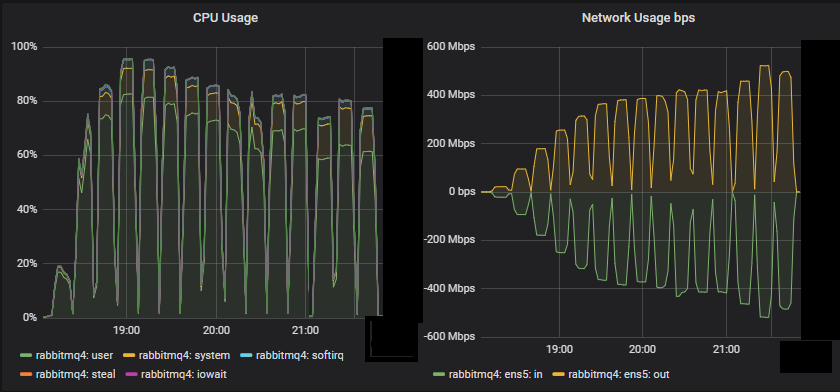 CPU Usage
100%
80%
60%
40%
20%
0%
19:00 20:00 21:00
rabbitmq4: user rabbitmq4: system rabbitmq4: softirq
rabbitmq4: steal rabbitmq4: iowait
Network Usage bps
600 Mbps
400 Mbps
200 Mbps
0 bps
-200 Mbps
-400 Mbps
-600 Mbps
19:00 20:00 21:00
rabbitmq4: ens5: in rabbitmq4: ens5: out